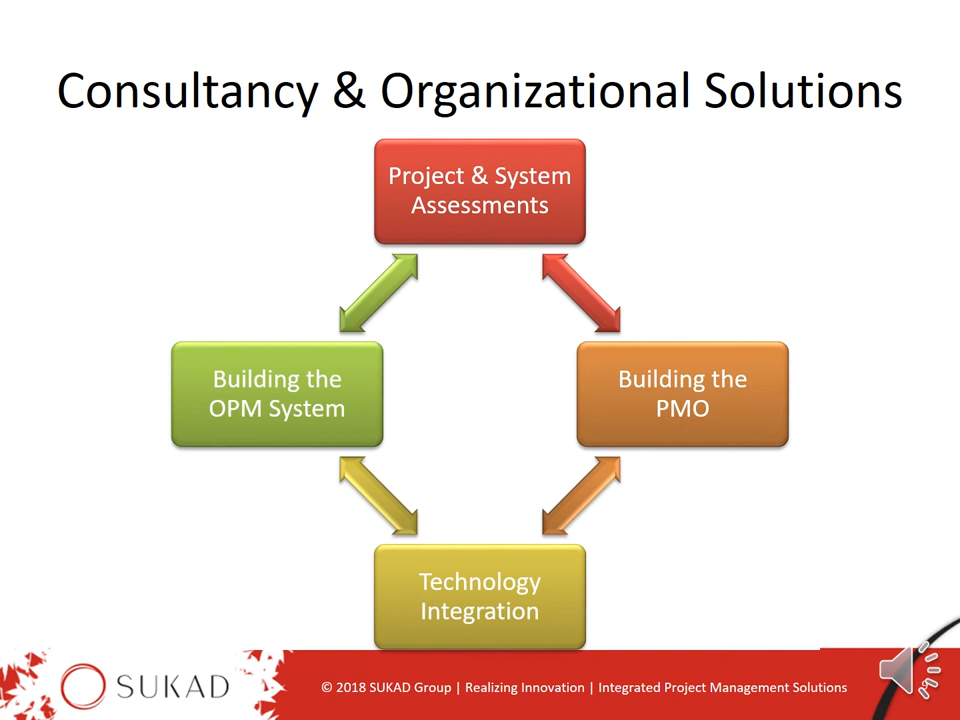 Consultancy & Organizational Solutions
Project & System
Assessments
Building the
OPM System
Building the
PMO
Technology
Integration
SUKAD
© 2018 SUKAD Group | Realizing Innovation | Integrated Project Management Solutions